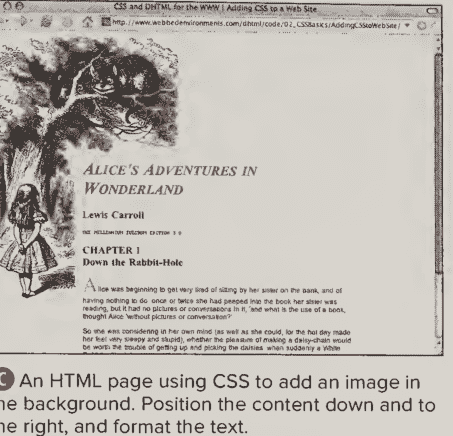 CSS and DHTML for the WWW | Adding CSS to a Web Site
http://www.webbedenvironments.com/dhtml/code/02_CSSBasics/AddingCSStoWebSite/
ALICE'S ADVENTURES IN
WONDERLAND
Lewis Carroll
THE MILLENNIUM FULCRUM EDITION 3.0
CHAPTER 1
Down the Rabbit-Hole
Alice was beginning to get very tired of sitting by her sister on the bank, and of
having nothing to do: once or twice she had peeped into the book her sister was
reading, but it had no pictures or conversations in it, 'and what is the use of a book,
thought Alice 'without pictures or conversation?'
So she was considering in her own mind (as well as she could, for the hot day made
her feel very sleepy and stupid), whether the pleasure of making a daisy-chain would
be worth the trouble of getting up and picking the daisies, when suddenly a White
C An HTML page using CSS to add an image in
he background. Position the content down and to
he right, and format the text.